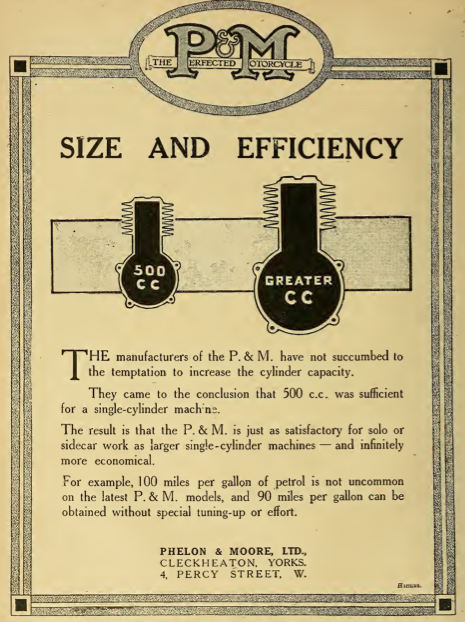 P&M
THE PERFECTED MOTORCYCLE
SIZE AND EFFICIENCY
500
CC
GREATER
CC
THE manufacturers of the P. & M. have not succumbed to
the temptation to increase the cylinder capacity.
They came to the conclusion that 500 c.c. was sufficient
for a single-cylinder machine.
The result is that the P. & M. is just as satisfactory for solo or
sidecar work as larger single-cylinder machines — and infinitely
more economical.
For example, 100 miles per gallon of petrol is not uncommon
on the latest P. & M. models, and 90 miles per gallon can be
obtained without special tuning-up or effort.
PHELON & MOORE, LTD.,
CLECKHEATON, YORKS.
4, PERCY STREET, W.